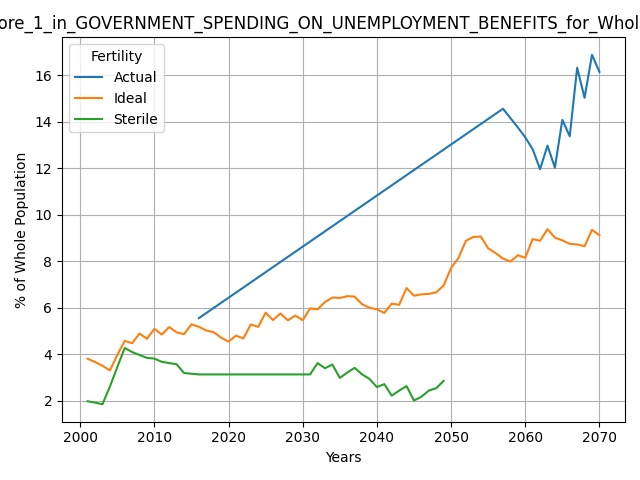 ore_1_in_GOVERNMENT_SPENDING_ON_UNEMPLOYMENT_BENEFITS_for_Whol
Fertility
Actual
Ideal
Sterile
% of Whole Population
16
14
12
10
8
6
4
2
2000 2010 2020 2030 2040 2050 2060 2070
Years